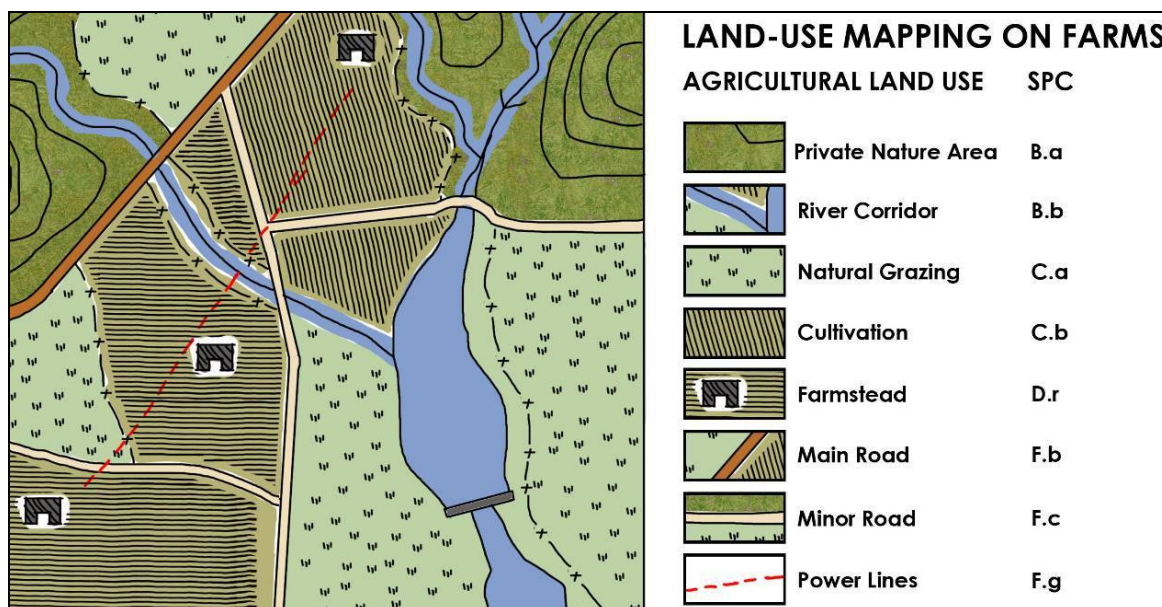 LAND-USE MAPPING ON FARMS
AGRICULTURAL LAND USE SPC
Private Nature Area B.a
River Corridor B.b
Natural Grazing C.a
Cultivation C.b
Farmstead D.r
Main Road F.b
Minor Road F.c
Power Lines F.g